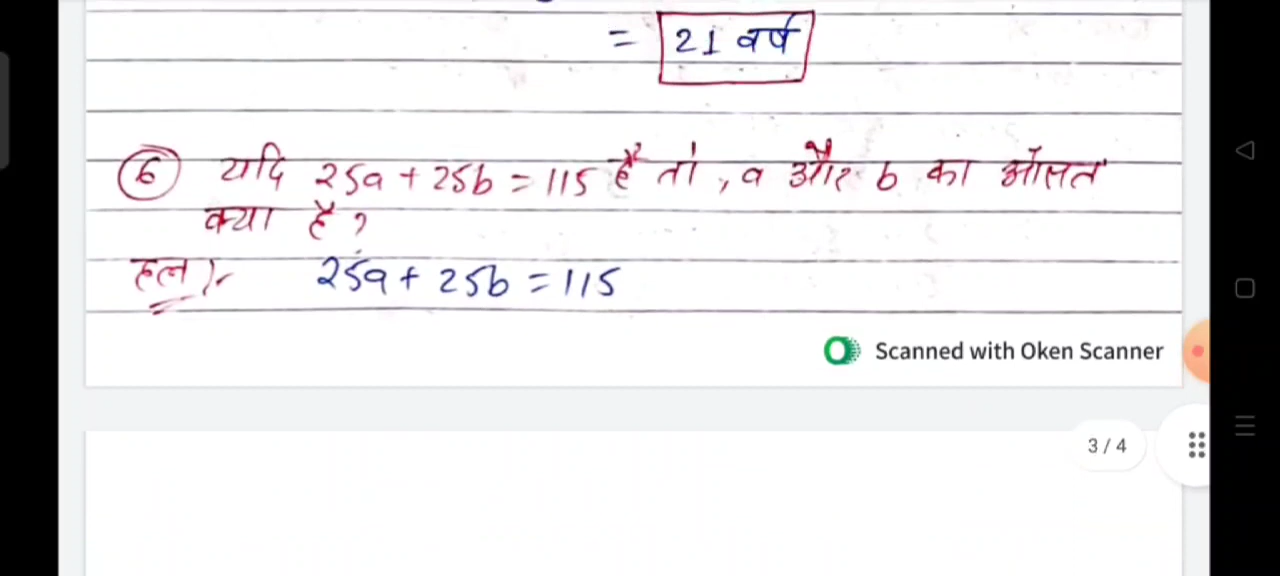 = 21 वर्ष
6 यदि 25a + 25b = 115 हैं तो , a और b का औसत
क्या है ?
हल :- 25a + 25b = 115
Scanned with Oken Scanner
3 / 4